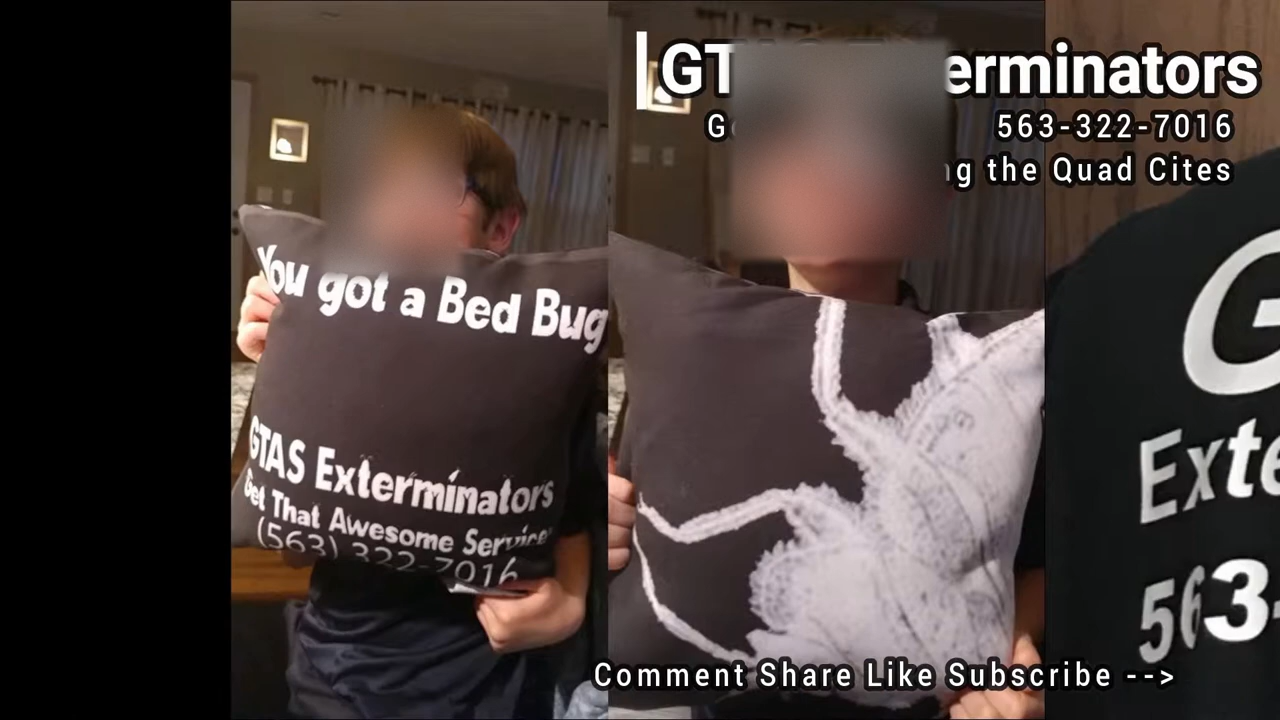 |GT erminators
G 563-322-7016
ng the Quad Cites
You got a Bed Bug
GTAS Exterminators
Get That Awesome Service
(563) 322-7016
G
Exte
563-
Comment Share Like Subscribe -->